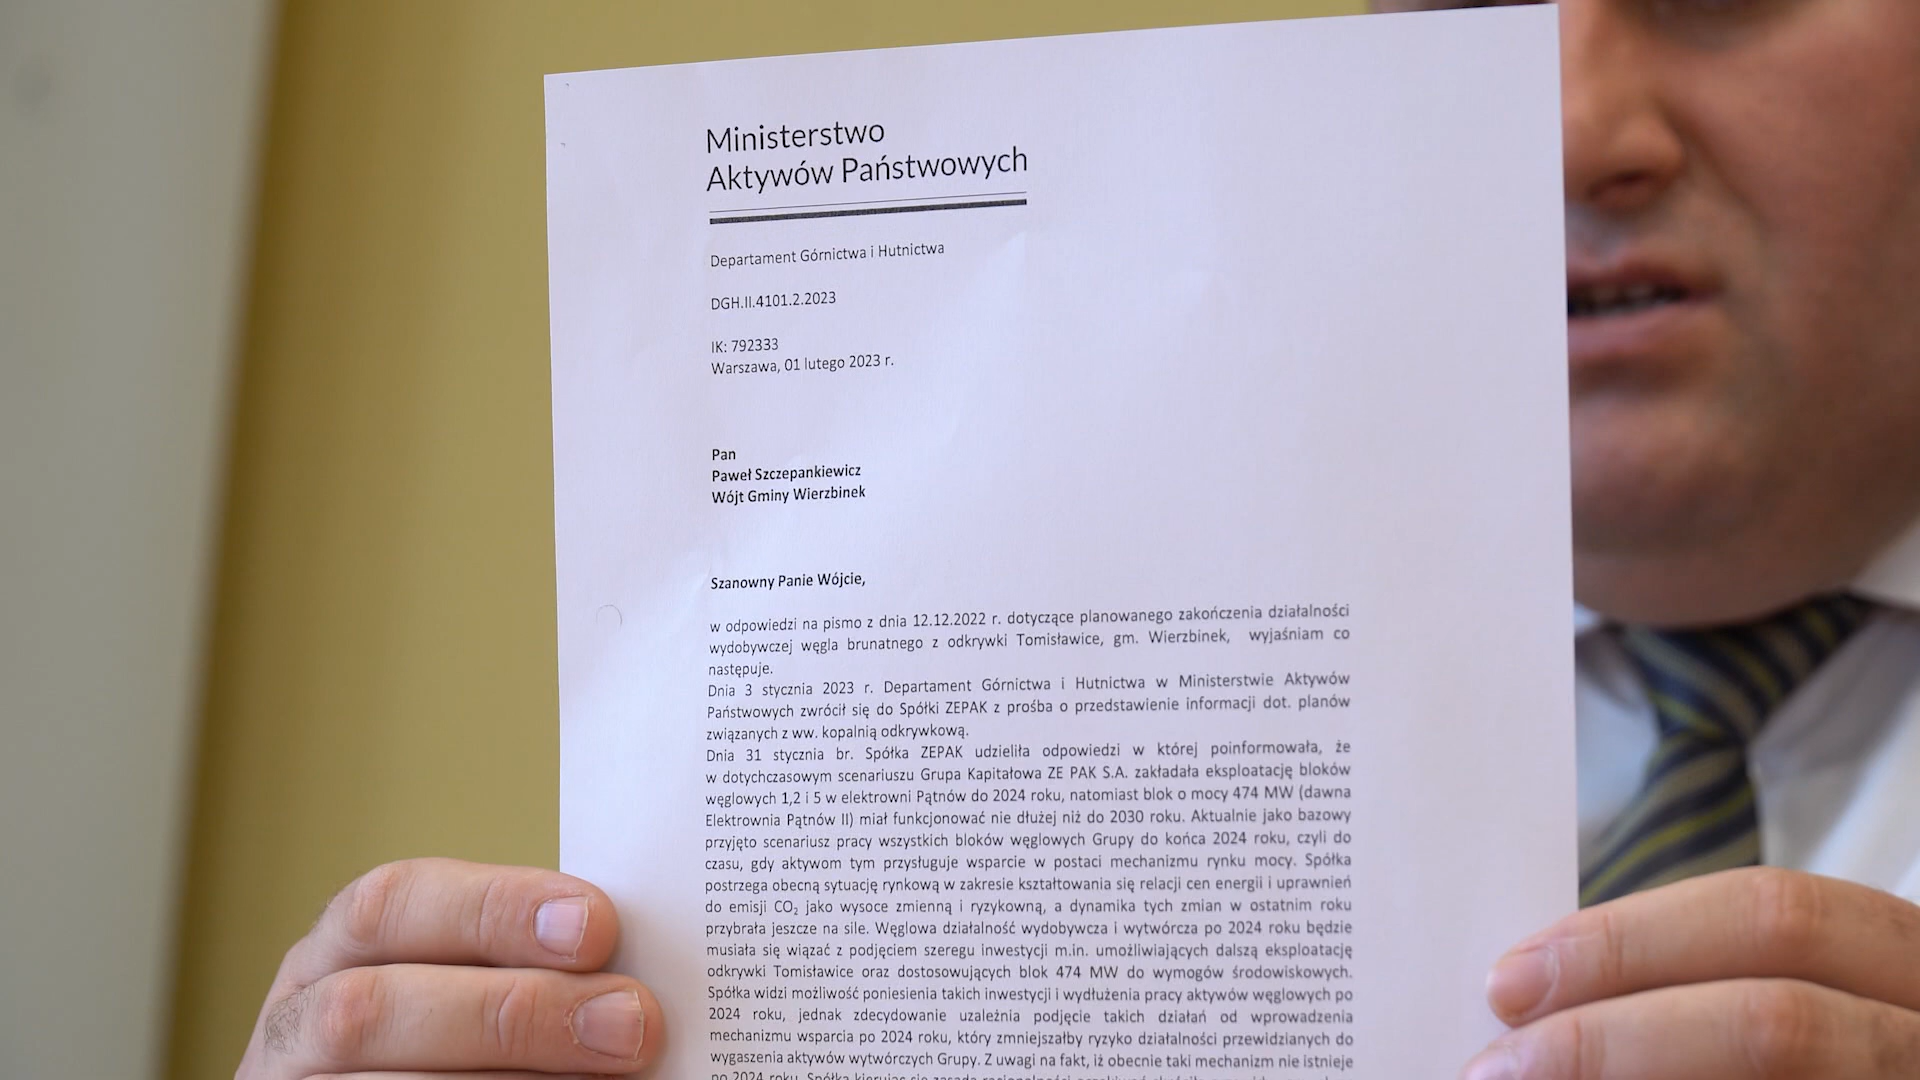 Ministerstwo
Aktywów Państwowych
Departament Górnictwa i Hutnictwa
DGH.II.4101.2.2023
IK: 792333
Warszawa, 01 lutego 2023 r.
Pan
Paweł Szczepankiewicz
Wójt Gminy Wierzbinek
Szanowny Panie Wójcie,
w odpowiedzi na pismo z dnia 12.12.2022 r. dotyczące planowanego zakończenia działalności
wydobywczej węgla brunatnego z odkrywki Tomisławice, gm. Wierzbinek, wyjaśniam co
następuje.
Dnia 3 stycznia 2023 r. Departament Górnictwa i Hutnictwa w Ministerstwie Aktywów
Państwowych zwrócił się do Spółki ZEPAK z prośba o przedstawienie informacji dot. planów
związanych z ww. kopalnią odkrywkową.
Dnia 31 stycznia br. Spółka ZEPAK udzieliła odpowiedzi w której poinformowała, że
w dotychczasowym scenariuszu Grupa Kapitałowa ZE PAK S.A. zakładała eksploatację bloków
węglowych 1,2 i 5 w elektrowni Pątnów do 2024 roku, natomiast blok o mocy 474 MW (dawna
Elektrownia Pątnów II) miał funkcjonować nie dłużej niż do 2030 roku. Aktualnie jako bazowy
przyjęto scenariusz pracy wszystkich bloków węglowych Grupy do końca 2024 roku, czyli do
czasu, gdy aktywom tym przysługuje wsparcie w postaci mechanizmu rynku mocy. Spółka
postrzega obecną sytuację rynkową w zakresie kształtowania się relacji cen energii i uprawnień
do emisji CO₂ jako wysoce zmienną i ryzykowną, a dynamika tych zmian w ostatnim roku
przybrała jeszcze na sile. Węglowa działalność wydobywcza i wytwórcza po 2024 roku będzie
musiała się wiązać z podjęciem szeregu inwestycji m.in. umożliwiających dalszą eksploatację
odkrywki Tomisławice oraz dostosowujących blok 474 MW do wymogów środowiskowych.
Spółka widzi możliwość poniesienia takich inwestycji i wydłużenia pracy aktywów węglowych po
2024 roku, jednak zdecydowanie uzależnia podjęcie takich działań od wprowadzenia
mechanizmu wsparcia po 2024 roku, który zmniejszałby ryzyko działalności przewidzianych do
wygaszenia aktywów wytwórczych Grupy. Z uwagi na fakt, iż obecnie taki mechanizm nie istnieje
po 2024 roku, Spółka kierując się